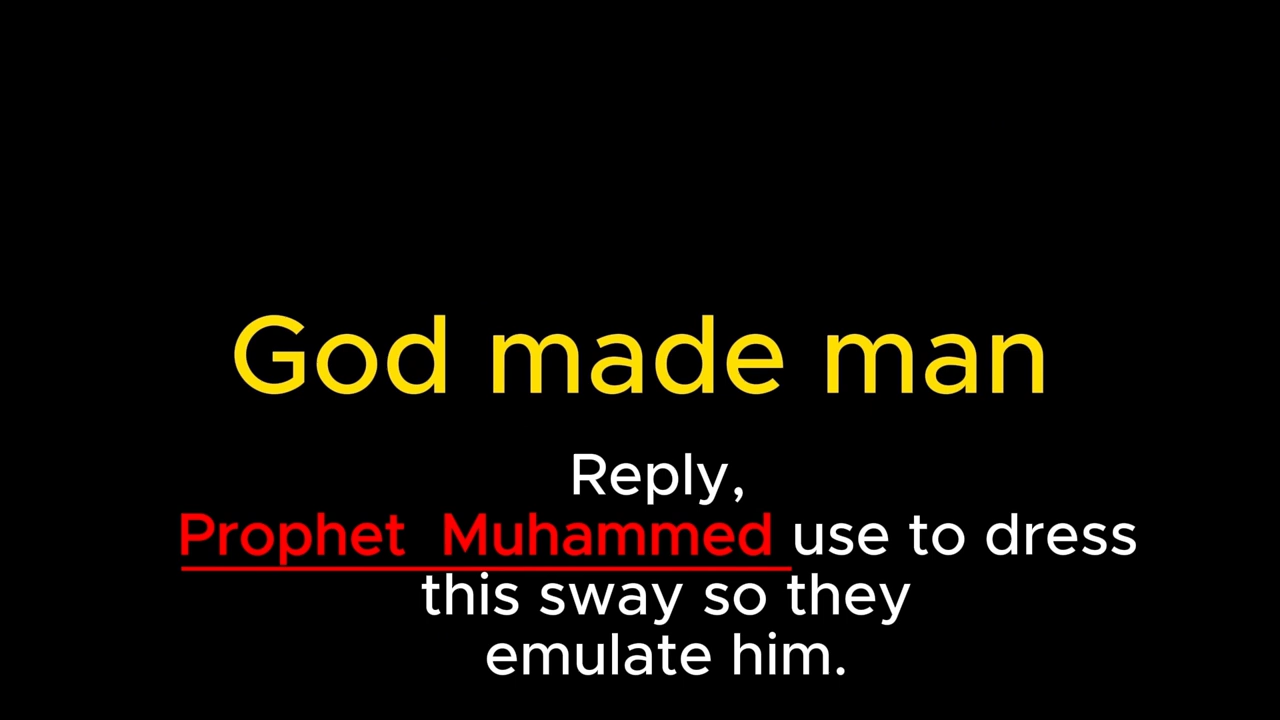 God made man
Reply,
Prophet Muhammed use to dress
this sway so they
emulate him.